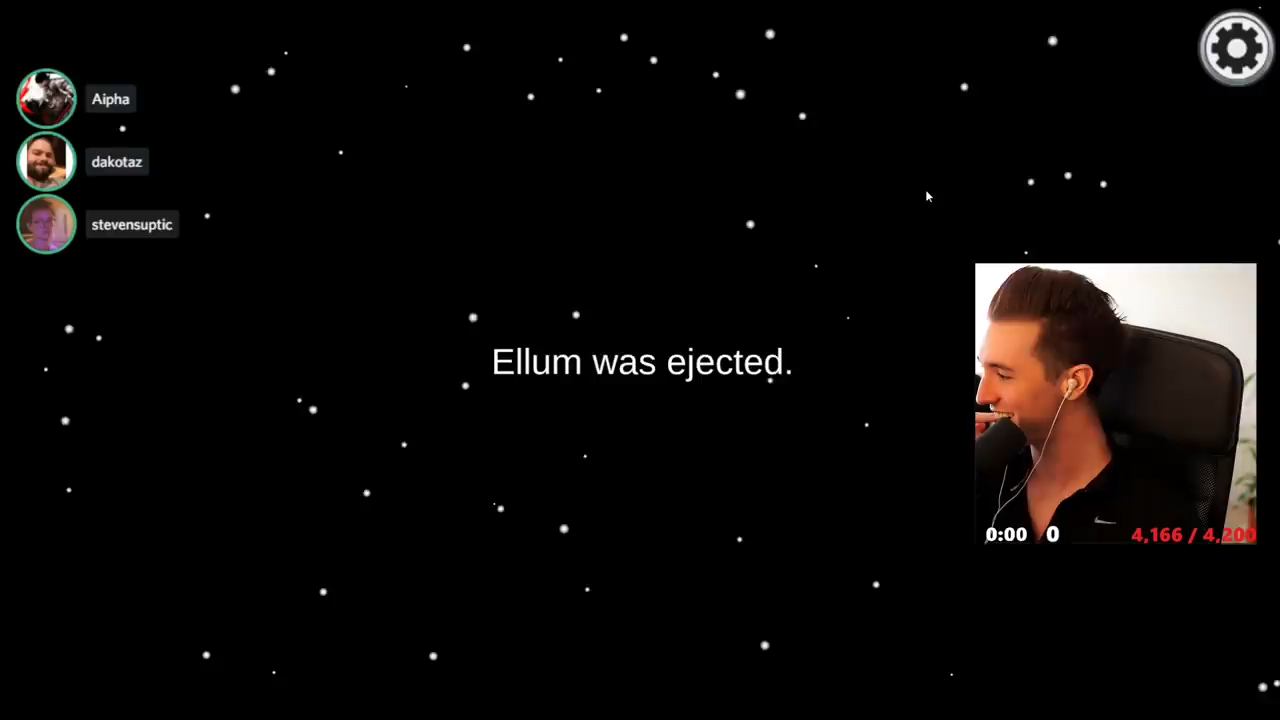 Aipha
dakotaz
stevensuptic
Ellum was ejected.
0:00 0 4,166 / 4,200